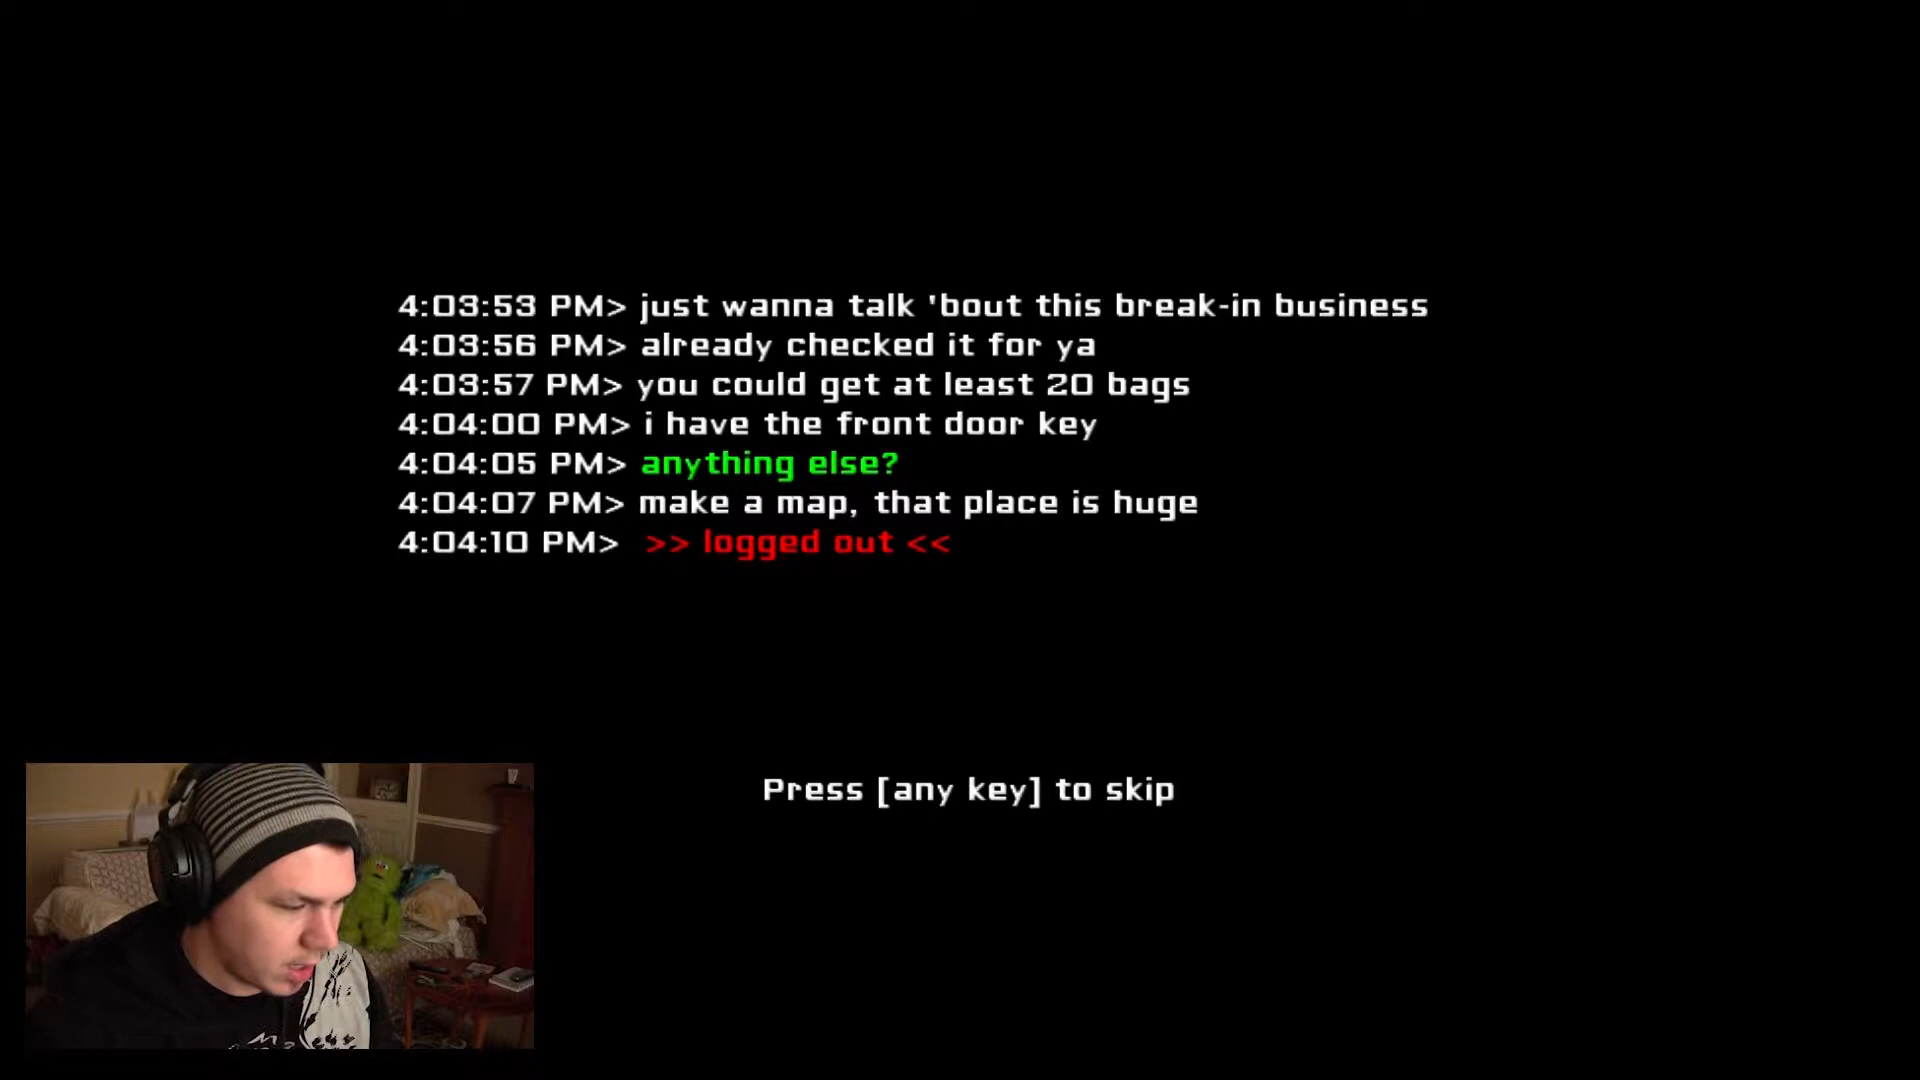 4:03:53 PM> just wanna talk 'bout this break-in business
4:03:56 PM> already checked it for ya
4:03:57 PM> you could get at least 20 bags
4:04:00 PM> i have the front door key
4:04:05 PM> anything else?
4:04:07 PM> make a map, that place is huge
4:04:10 PM> >> logged out <<
Press [any key] to skip